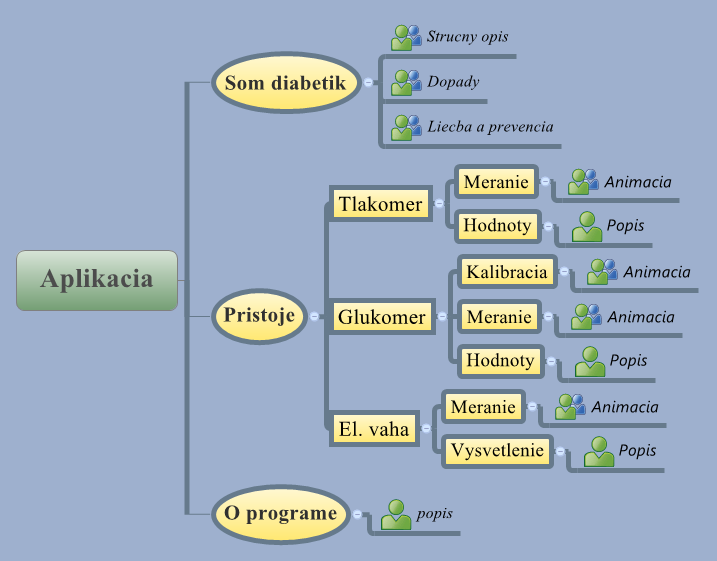 Aplikacia
Som diabetik
Strucny opis
Dopady
Liecba a prevencia
Pristoje
Tlakomer
Meranie
Animacia
Hodnoty
Popis
Glukomer
Kalibracia
Animacia
Meranie
Animacia
Hodnoty
Popis
El. vaha
Meranie
Animacia
Vysvetlenie
Popis
O programe
popis